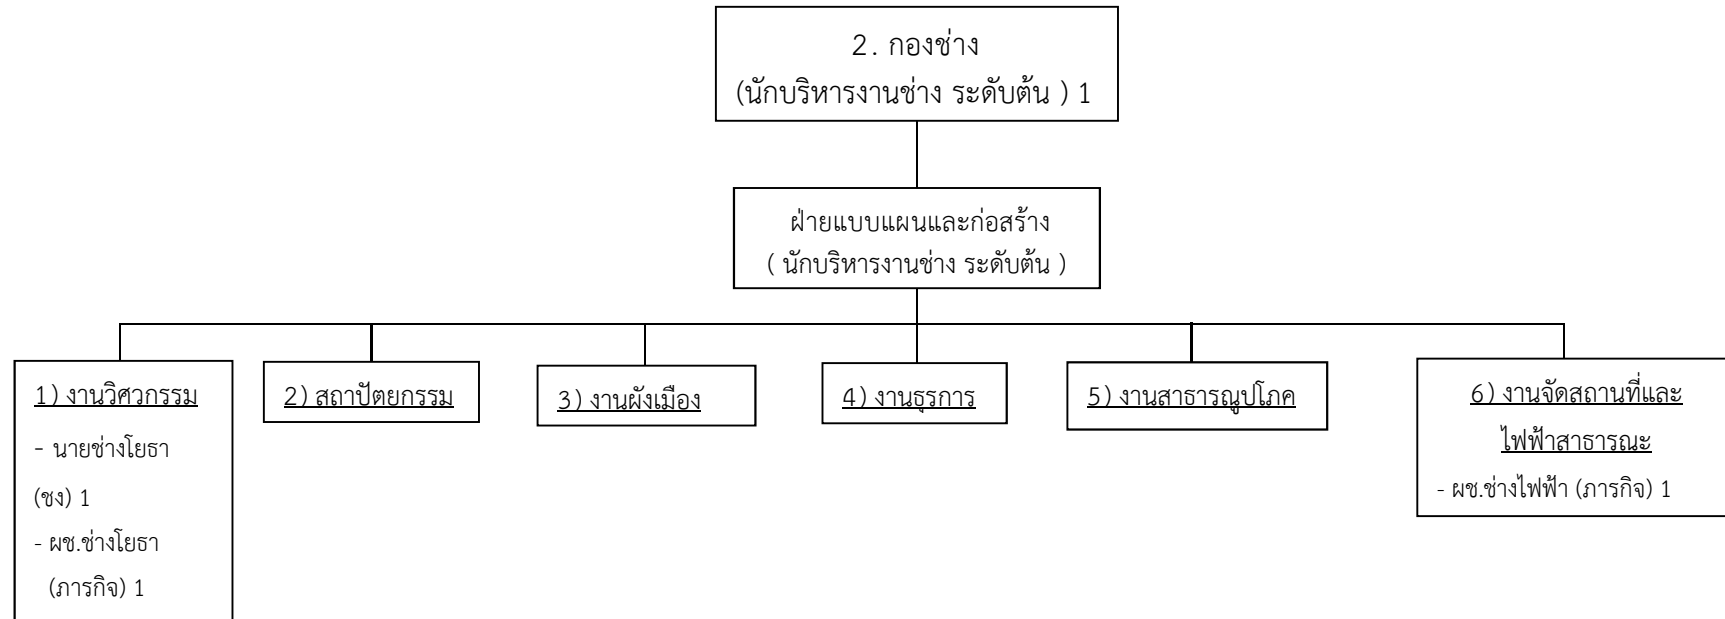 2. กองช่าง
(นักบริหารงานช่าง ระดับต้น ) 1
ฝ่ายแบบแผนและก่อสร้าง
( นักบริหารงานช่าง ระดับต้น )
1) งานวิศวกรรม
- นายช่างโยธา
(ชง) 1
- ผช.ช่างโยธา
(ภารกิจ) 1
2) สถาปัตยกรรม
3) งานผังเมือง
4) งานธุรการ
5) งานสาธารณูปโภค
6) งานจัดสถานที่และ
ไฟฟ้าสาธารณะ
- ผช.ช่างไฟฟ้า (ภารกิจ) 1